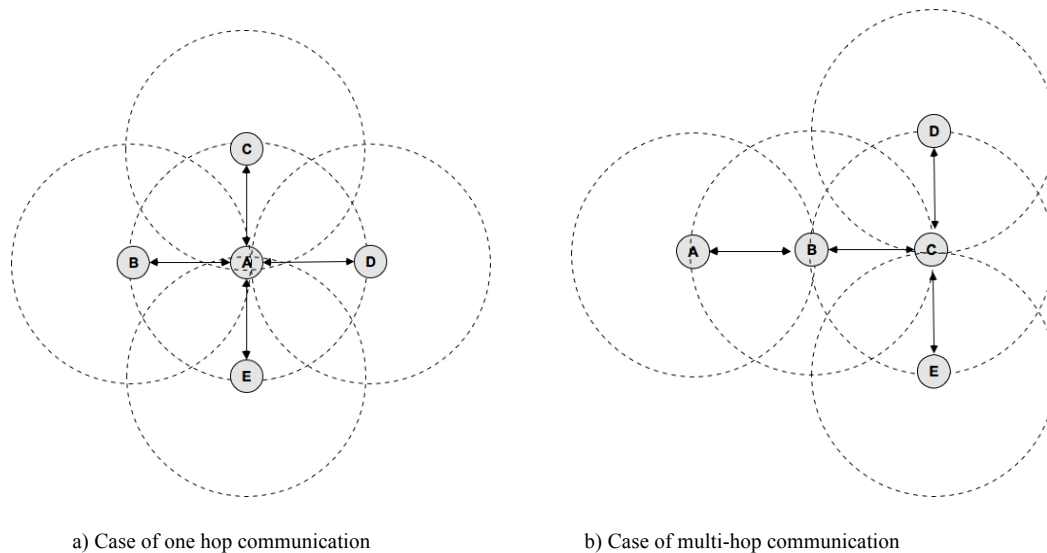 C
B
A
D
E
D
A
B
C
E
a) Case of one hop communication
b) Case of multi-hop communication